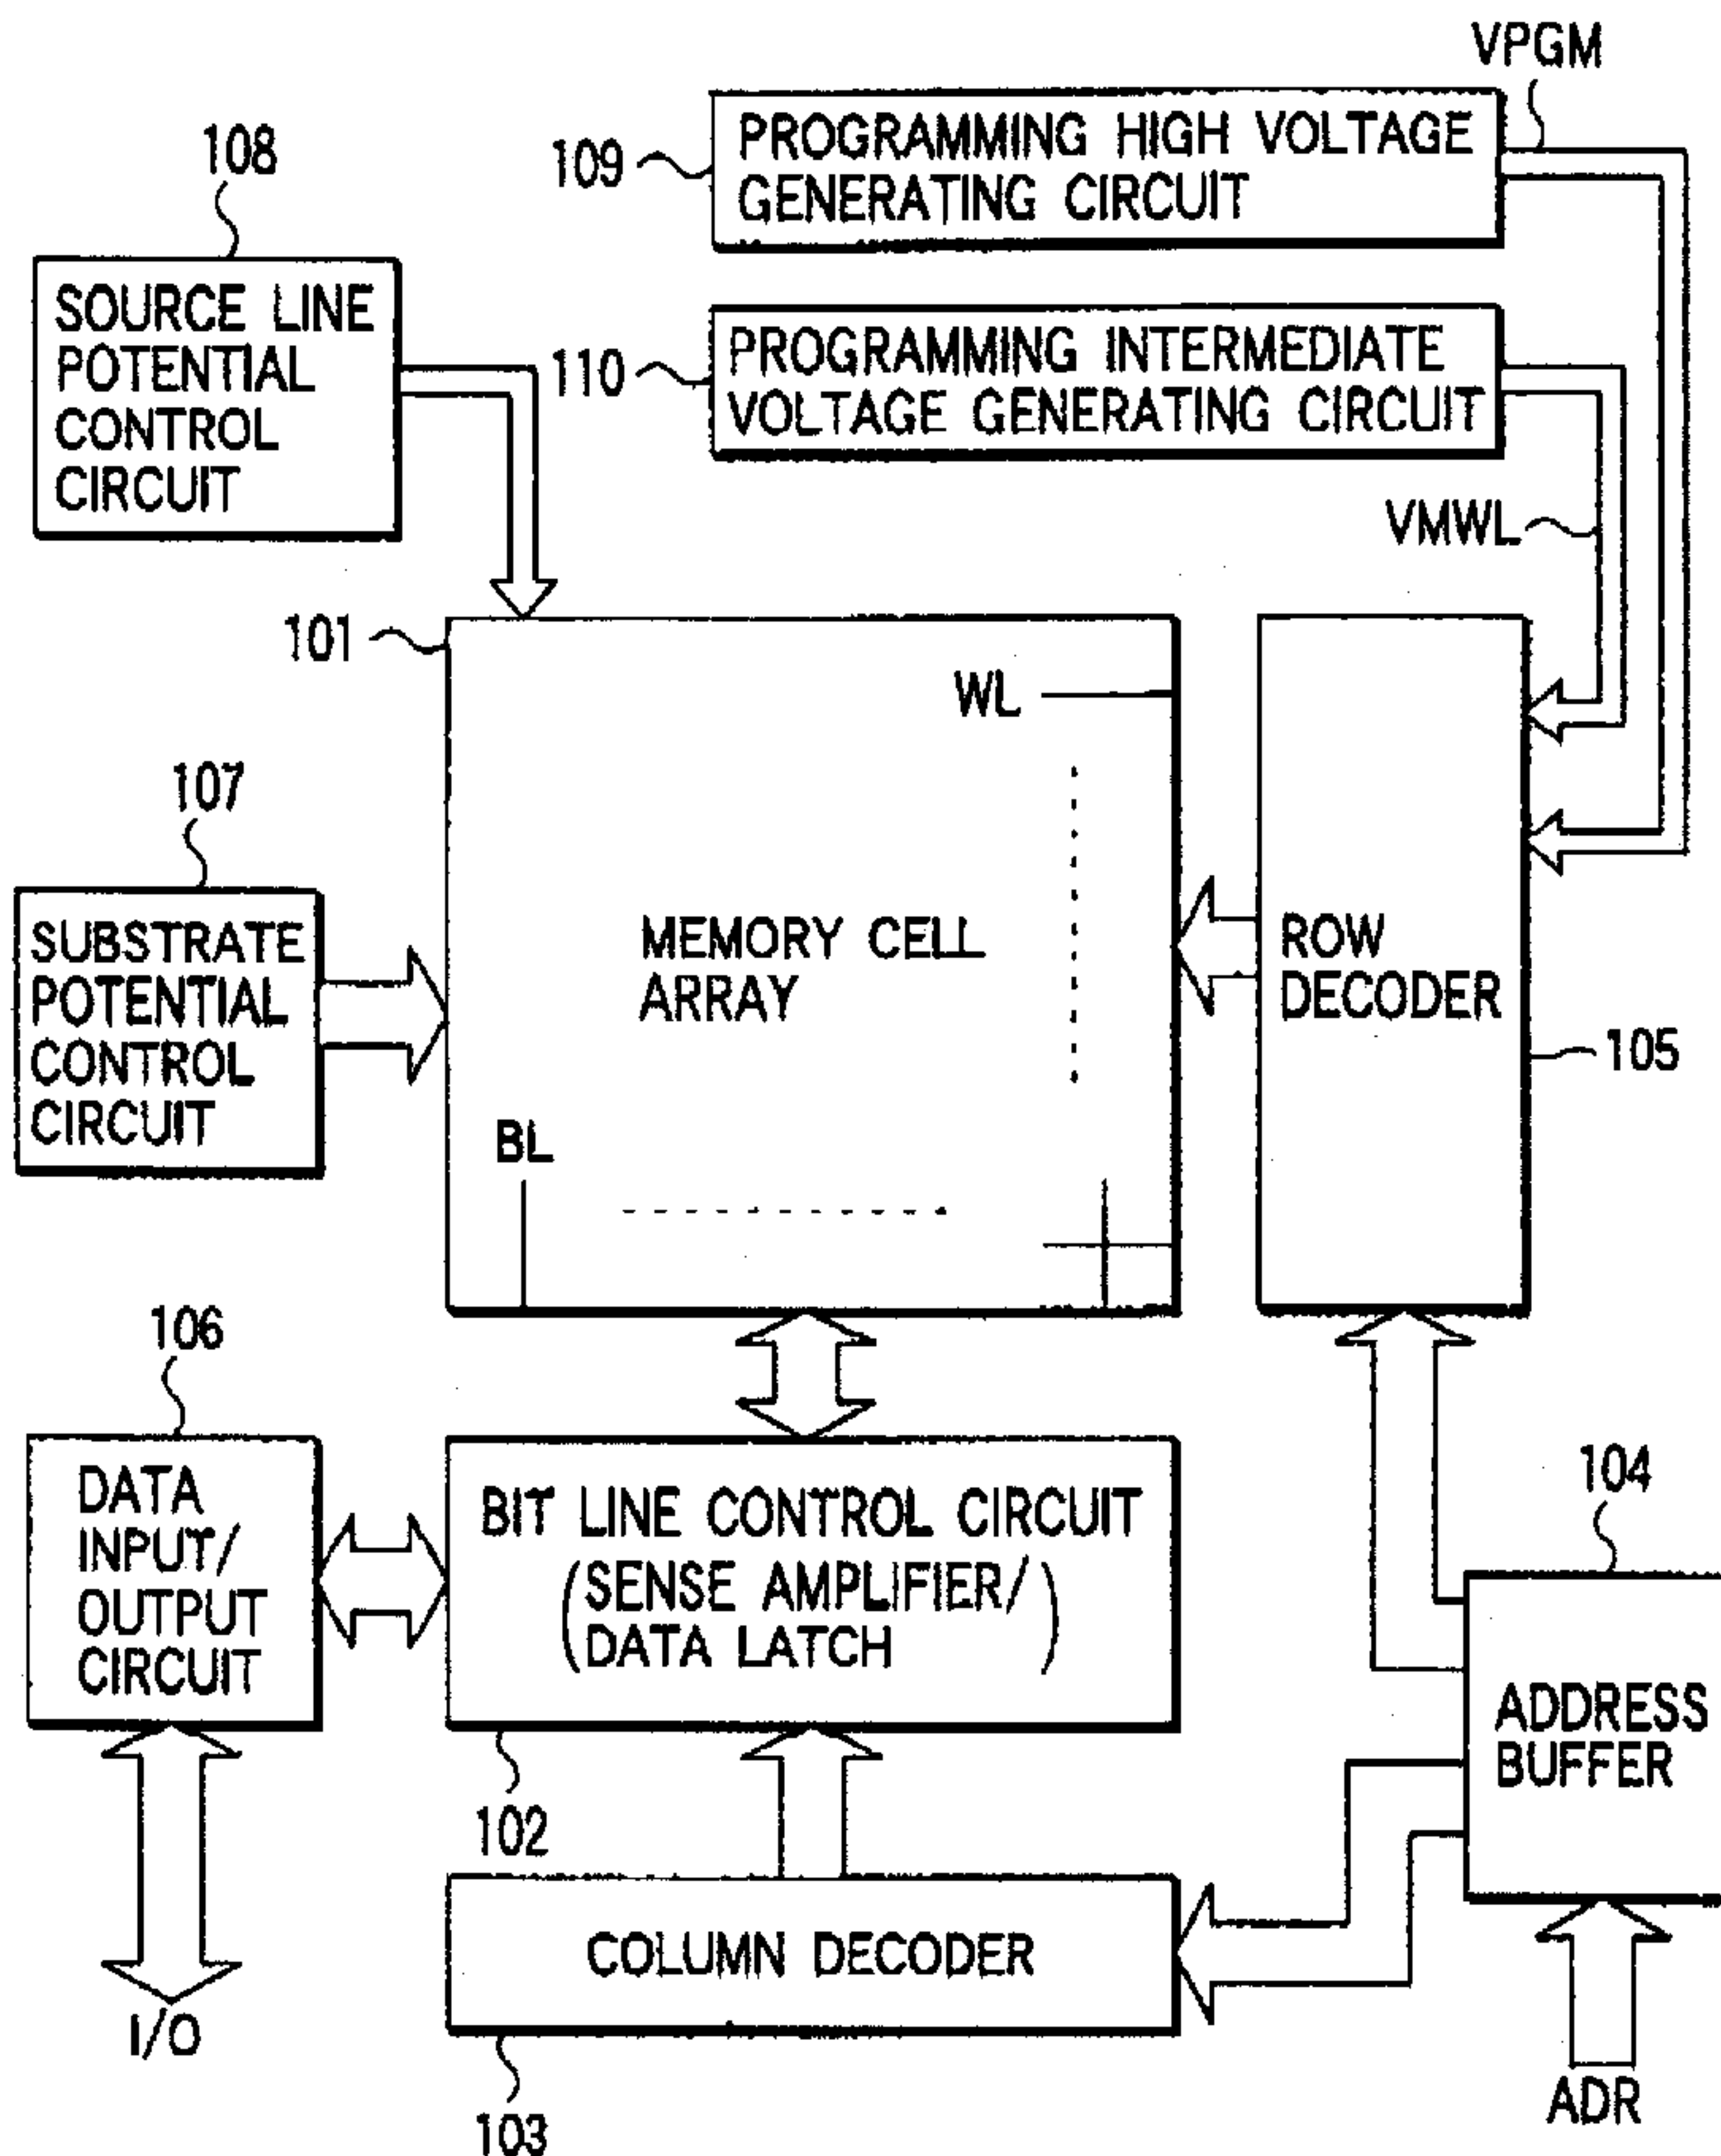 VPGM
109
PROGRAMMING HIGH VOLTAGE
GENERATING CIRCUIT
108
SOURCE LINE
POTENTIAL
CONTROL
CIRCUIT
110
PROGRAMMING INTERMEDIATE
VOLTAGE GENERATING CIRCUIT
VMWL
101
WL
107
SUBSTRATE
POTENTIAL
CONTROL
CIRCUIT
MEMORY CELL
ARRAY
ROW
DECODER
105
BL
106
DATA
INPUT/
OUTPUT
CIRCUIT
BIT LINE CONTROL CIRCUIT
(SENSE AMPLIFIER/
DATA LATCH)
104
ADDRESS
BUFFER
102
COLUMN DECODER
I/O
103
ADR